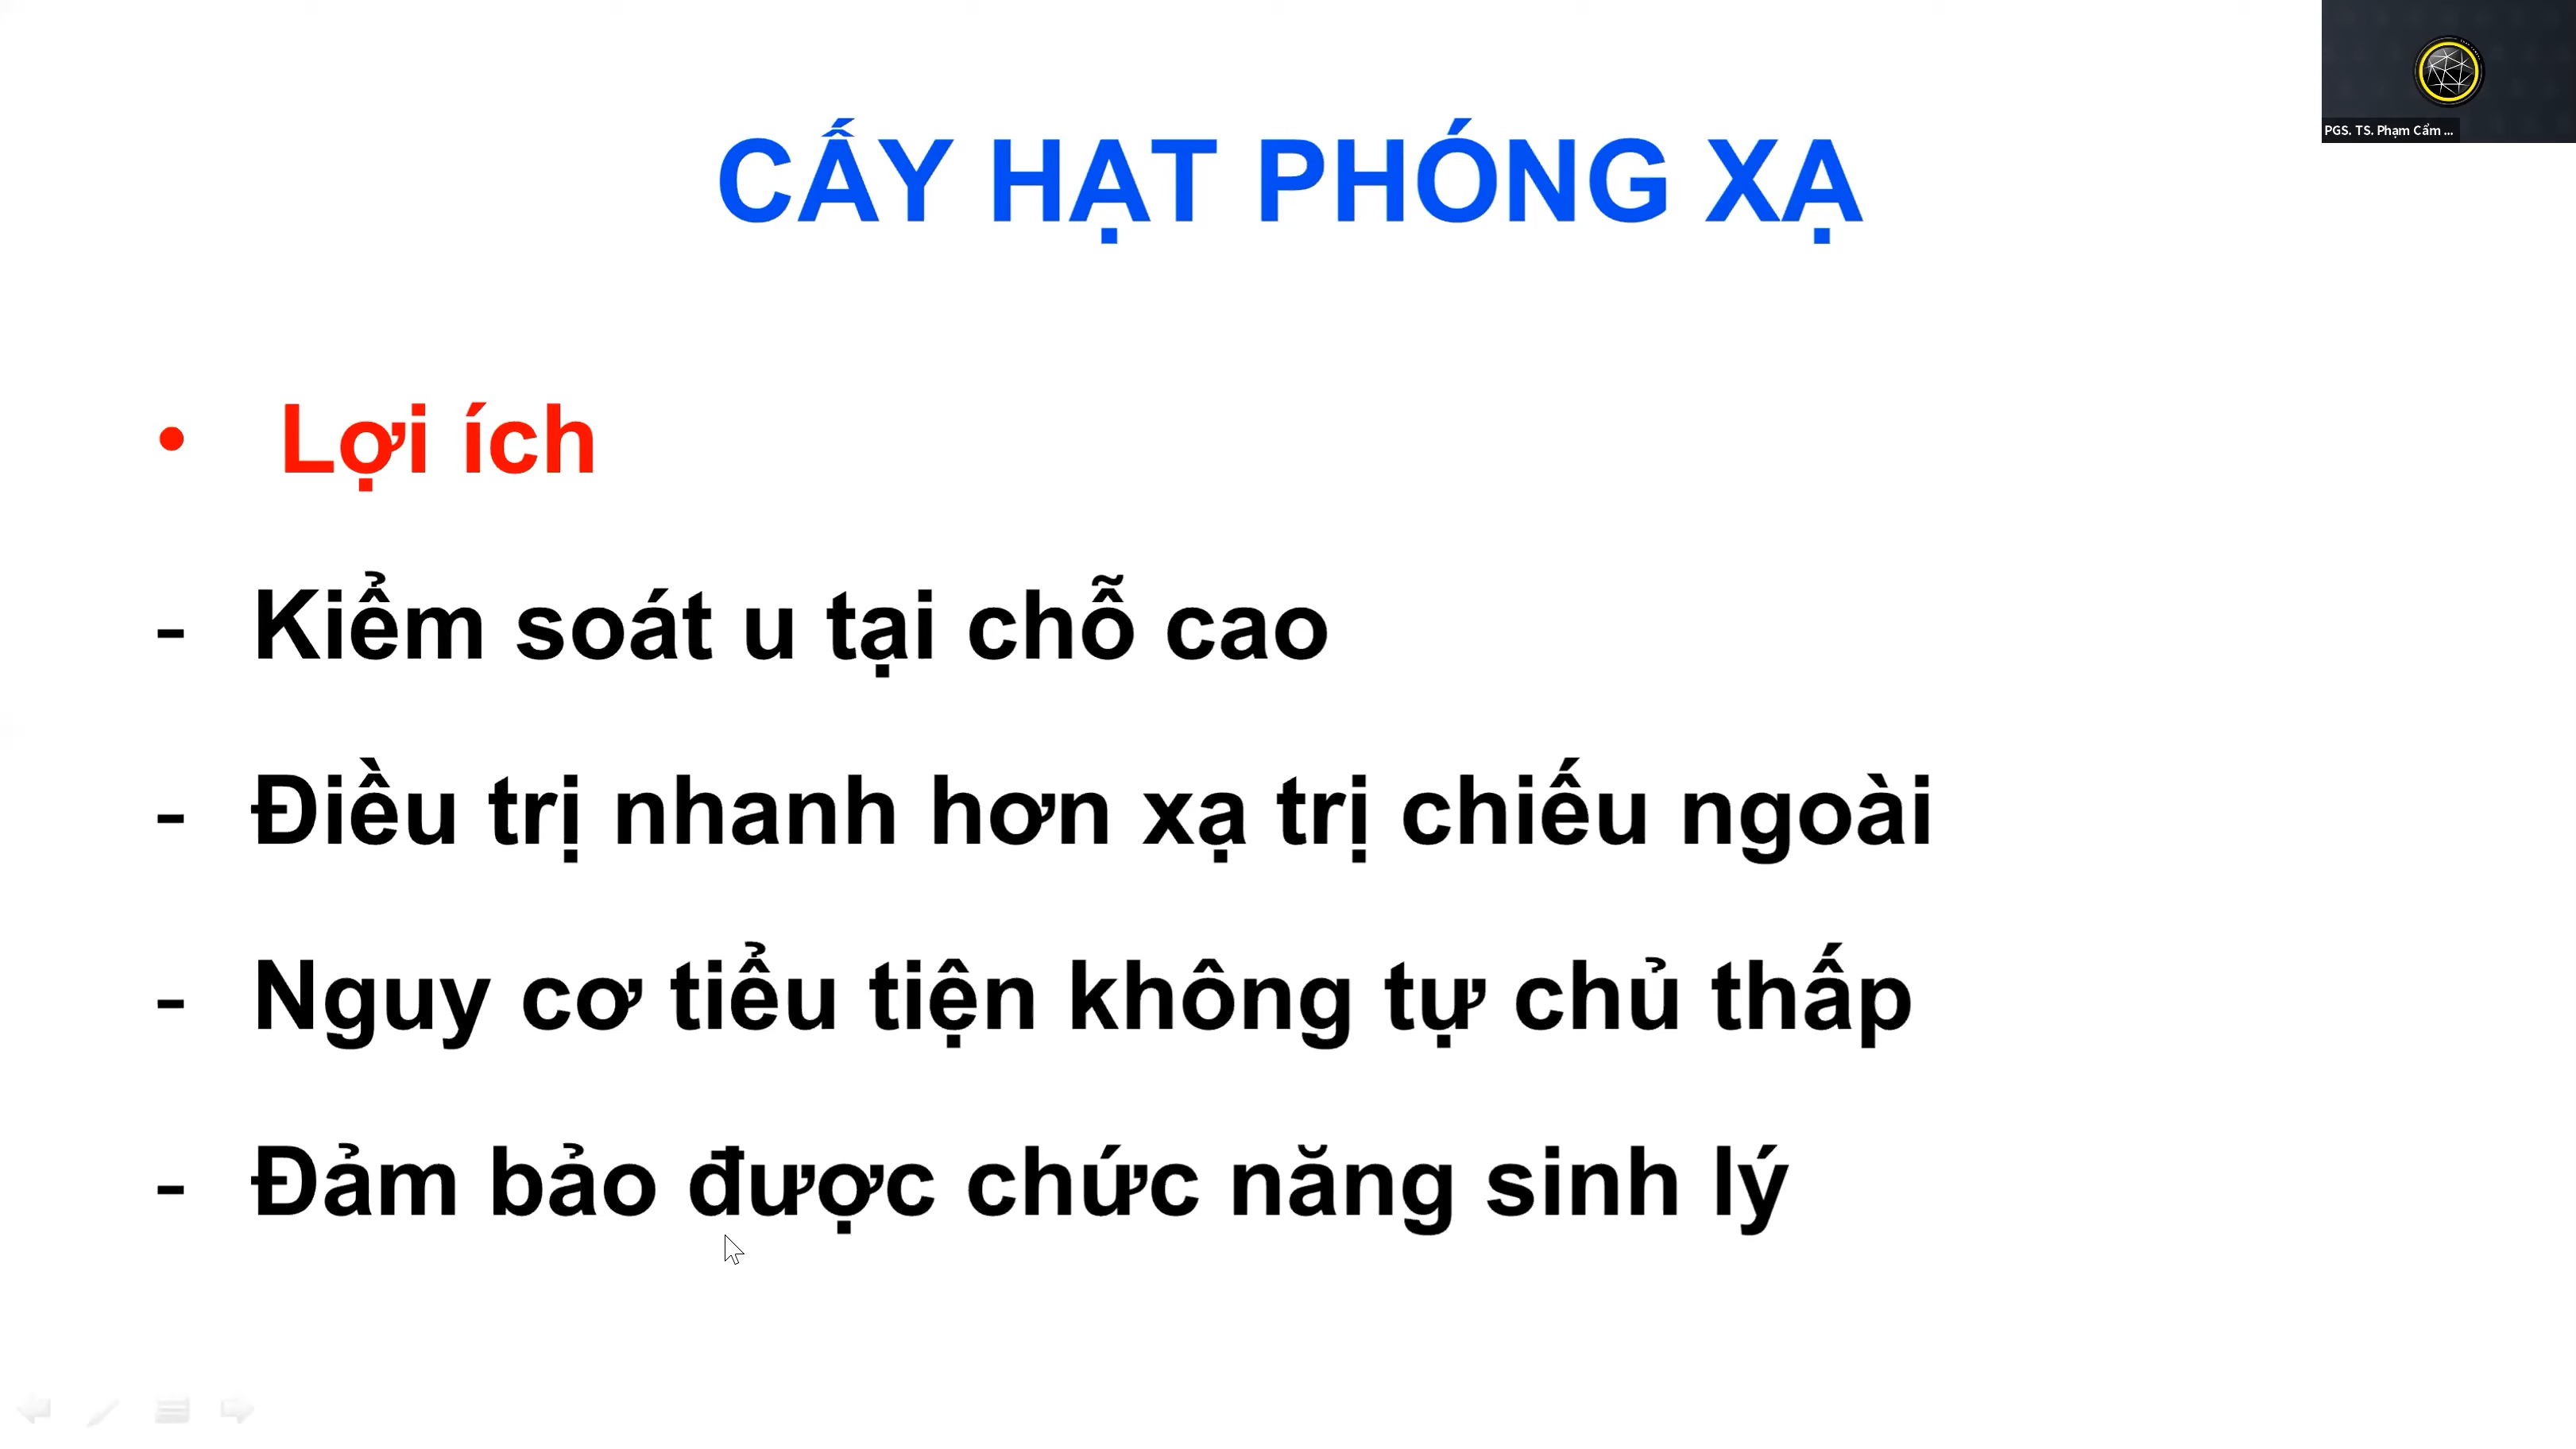 PGS. TS. Phạm Cẩm ...
CẤY HẠT PHÓNG XẠ
• Lợi ích
- Kiểm soát u tại chỗ cao
- Điều trị nhanh hơn xạ trị chiếu ngoài
- Nguy cơ tiểu tiện không tự chủ thấp
- Đảm bảo được chức năng sinh lý